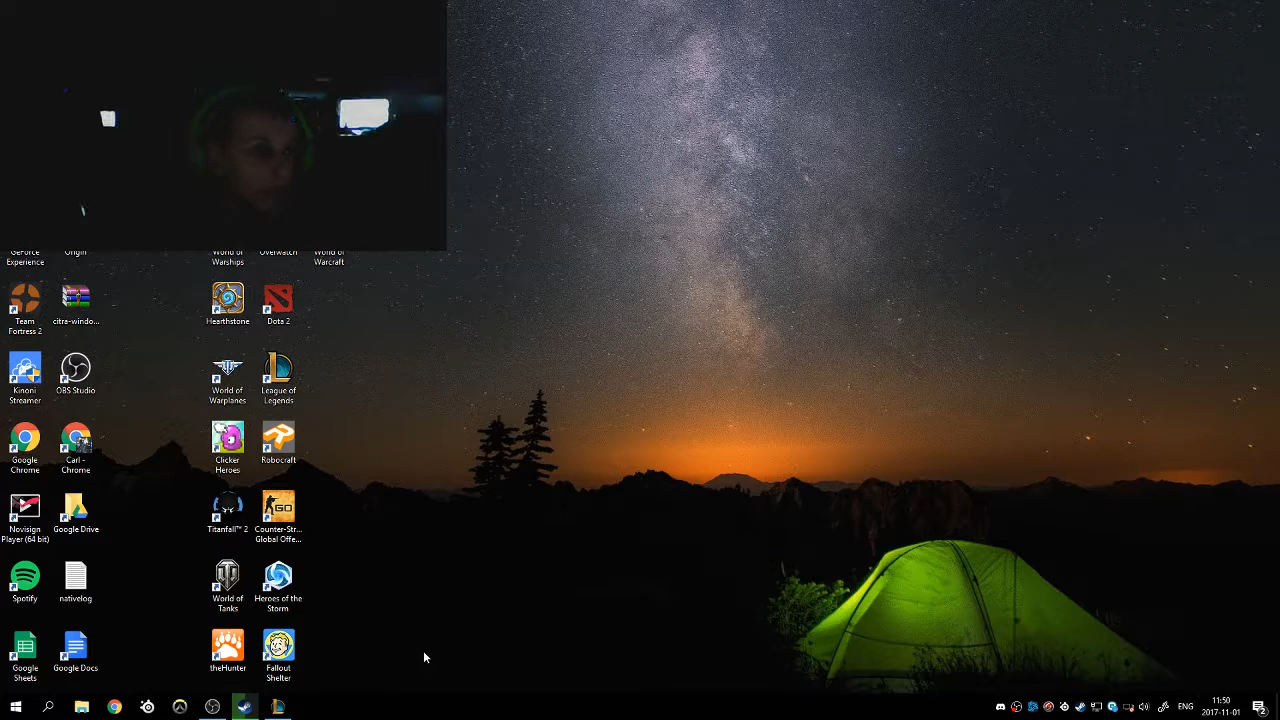 GeForce
Experience
Origin
World of
Warships
Overwatch
World of
Warcraft
Team
Fortress 2
citra-windo...
Hearthstone
Dota 2
Kinoni
Streamer
OBS Studio
World of
Warplanes
League of
Legends
Google
Chrome
Carl -
Chrome
Clicker
Heroes
Robocraft
Novisign
Player (64 bit)
Google Drive
Titanfall™ 2
Counter-Str...
Global Offe...
Spotify
nativelog
World of
Tanks
Heroes of the
Storm
Google
Sheets
Google Docs
theHunter
Fallout
Shelter
ENG
11:50
2017-11-01
2